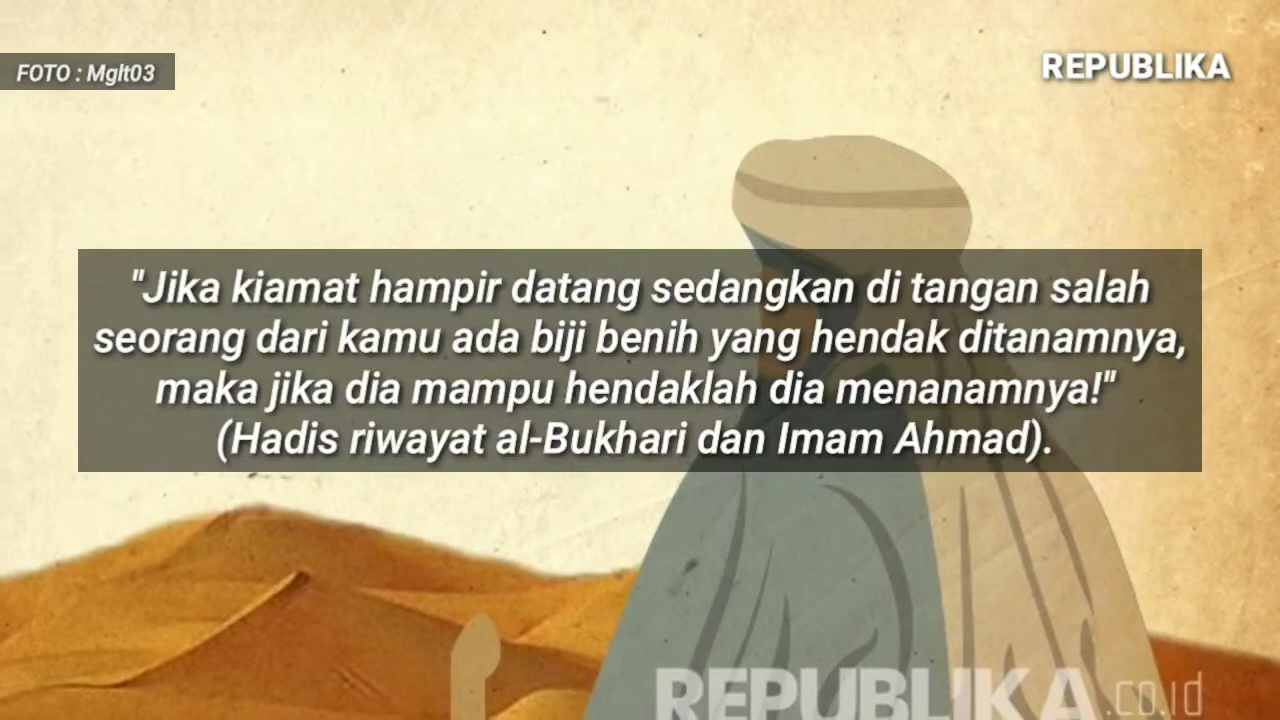 FOTO : Mglt03
REPUBLIKA
"Jika kiamat hampir datang sedangkan di tangan salah
seorang dari kamu ada biji benih yang hendak ditanamnya,
maka jika dia mampu hendaklah dia menanamnya!"
(Hadis riwayat al-Bukhari dan Imam Ahmad).
REPUBLIKA.co.id